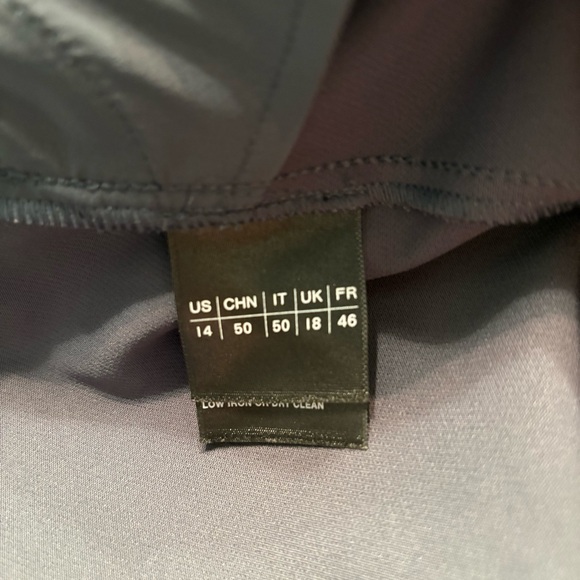 US CHN IT UK FR
14 50 50 18 46
LOW IRON OR DRY CLEAN